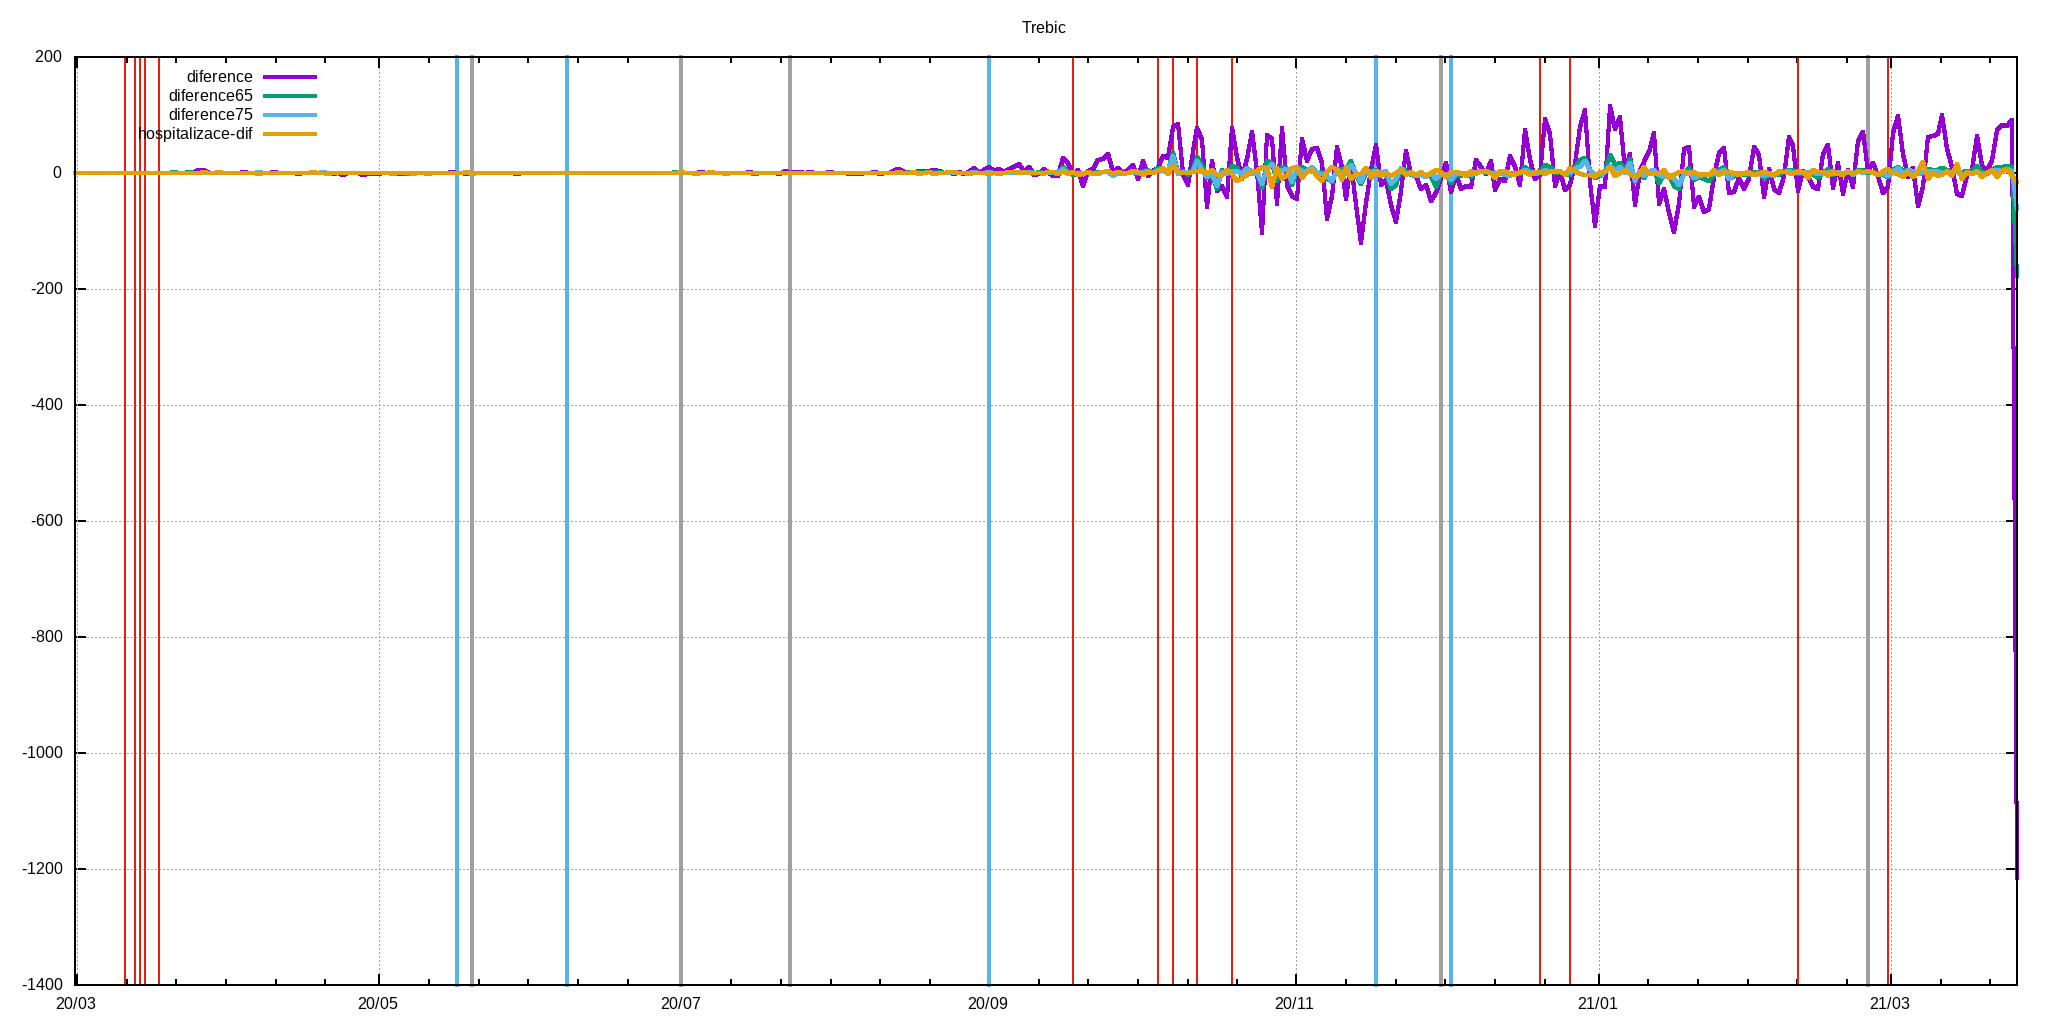 Trebic
200
0
-200
-400
-600
-800
-1000
-1200
-1400
diference
diference65
diference75
hospitalizace-dif
20/03 20/05 20/07 20/09 20/11 21/01 21/03